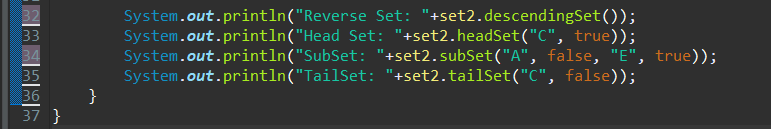 32 System.out.println("Reverse Set: "+set2.descendingSet());
33 System.out.println("Head Set: "+set2.headSet("C", true));
34 System.out.println("SubSet: "+set2.subSet("A", false, "E", true));
35 System.out.println("TailSet: "+set2.tailSet("C", false));
36 }
37 }